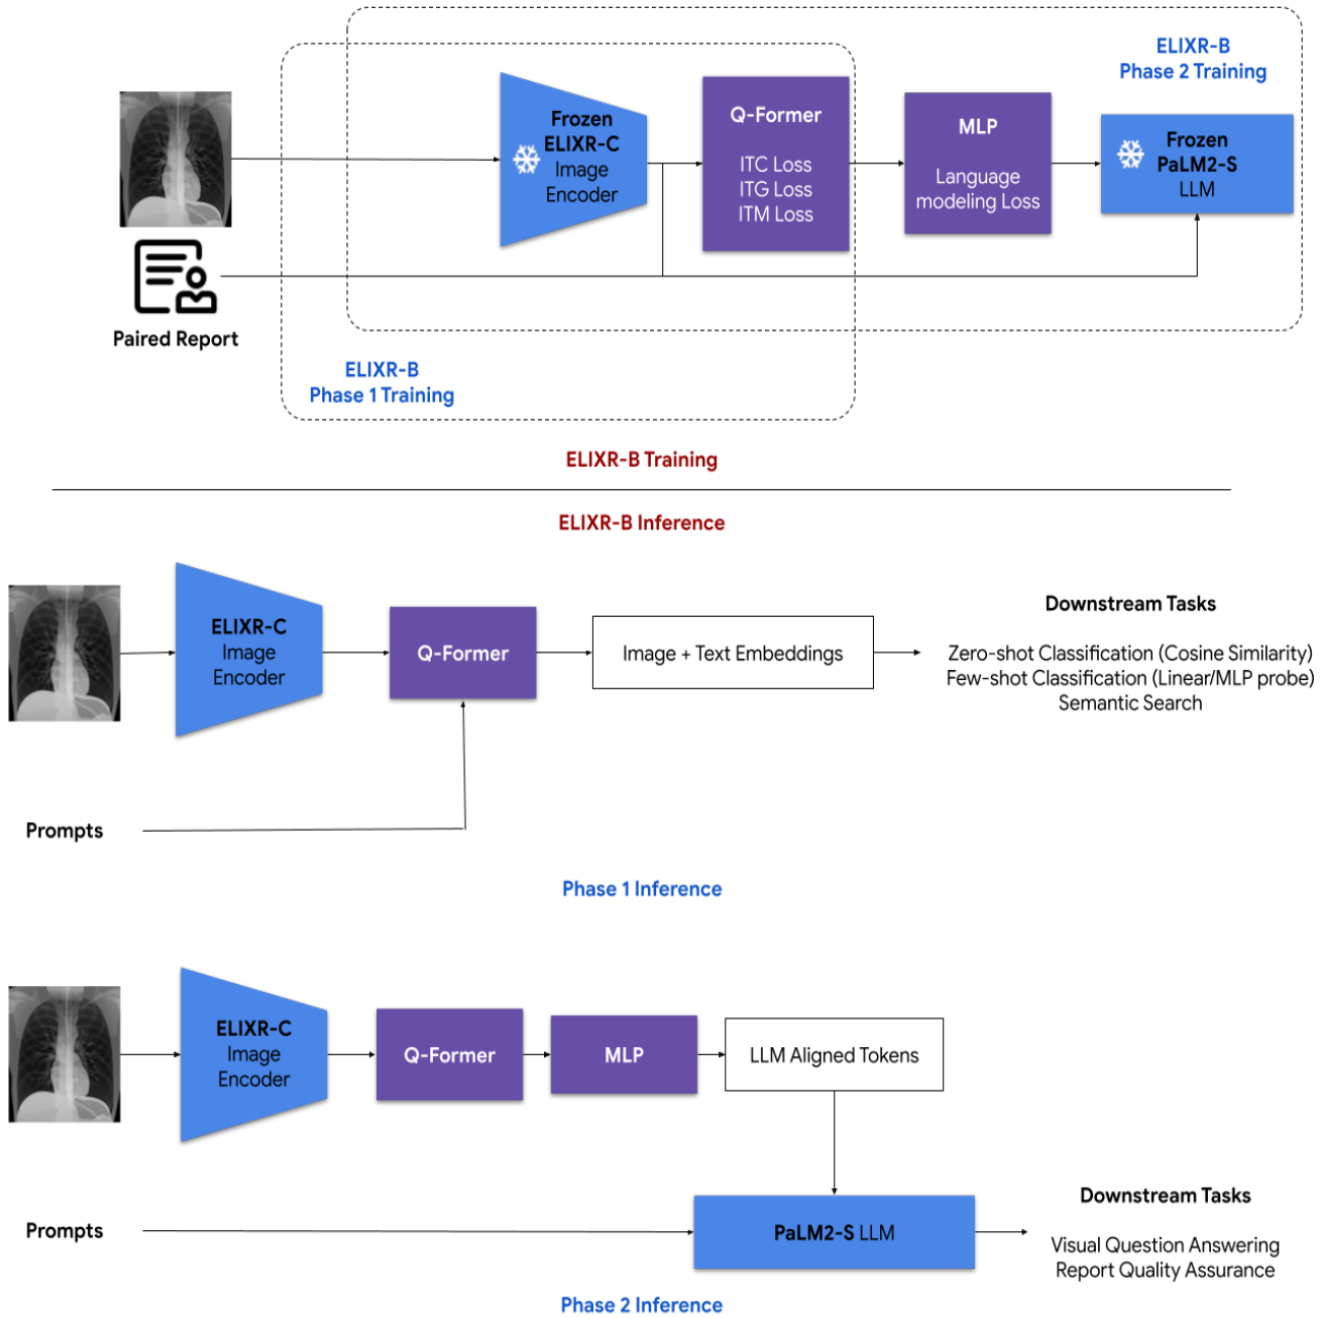 ELIXR-B
Phase 2 Training
Frozen
ELIXR-C
Image
Encoder
Q-Former
ITC Loss
ITG Loss
ITM Loss
MLP
Language
modeling Loss
Frozen
PaLM2-S
LLM
Paired Report
ELIXR-B
Phase 1 Training
ELIXR-B Training
ELIXR-B Inference
ELIXR-C
Image
Encoder
Q-Former
Image + Text Embeddings
Downstream Tasks
Zero-shot Classification (Cosine Similarity)
Few-shot Classification (Linear/MLP probe)
Semantic Search
Prompts
Phase 1 Inference
ELIXR-C
Image
Encoder
Q-Former
MLP
LLM Aligned Tokens
Prompts
PaLM2-S LLM
Downstream Tasks
Visual Question Answering
Report Quality Assurance
Phase 2 Inference